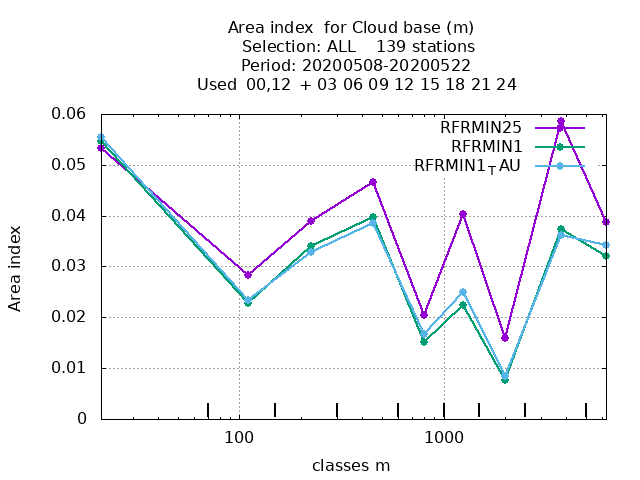 Area index  for Cloud base (m)
Selection: ALL    139 stations
Period: 20200508-20200522
Used  00,12  + 03 06 09 12 15 18 21 24
RFRMIN25
RFRMIN1
RFRMIN1TAU
0.06
0.05
0.04
0.03
0.02
0.01
0
Area index
100
1000
classes m